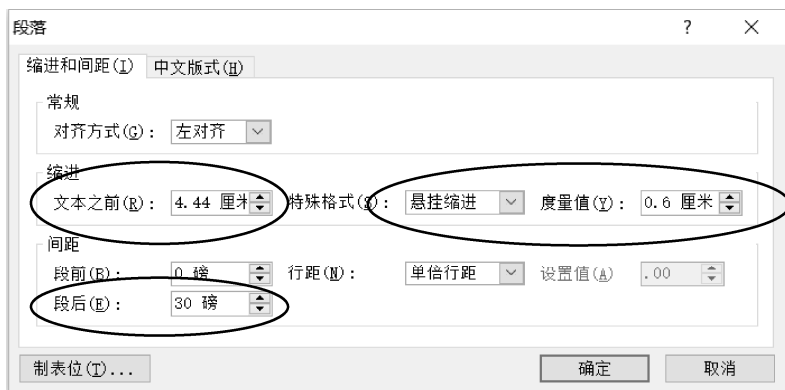 段落 ? ×
缩进和间距(I) 中文版式(H)
常规
对齐方式(G): 左对齐
缩进
文本之前(R): 4.44 厘米 特殊格式(S): 悬挂缩进 度量值(Y): 0.6 厘米
间距
段前(B): 0 磅 行距(N): 单倍行距 设置值(A) .00
段后(E): 30 磅
制表位(T)... 确定 取消